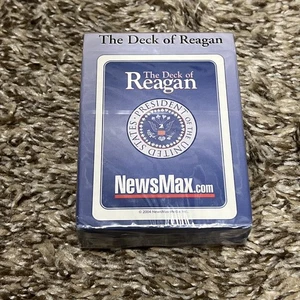 The Deck of Reagan
The Deck of
Reagan
PRESIDENT OF THE UNITED STATES
NewsMax.com